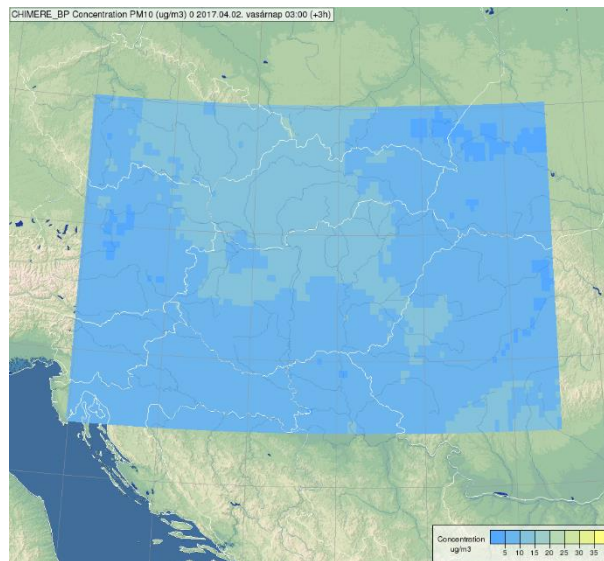 CHIMERE_BP Concentration PM10 (ug/m3) 0 2017.04.02. vasárnap 03:00 (+3h)
Concentration
ug/m3
5 10 15 20 25 30 35